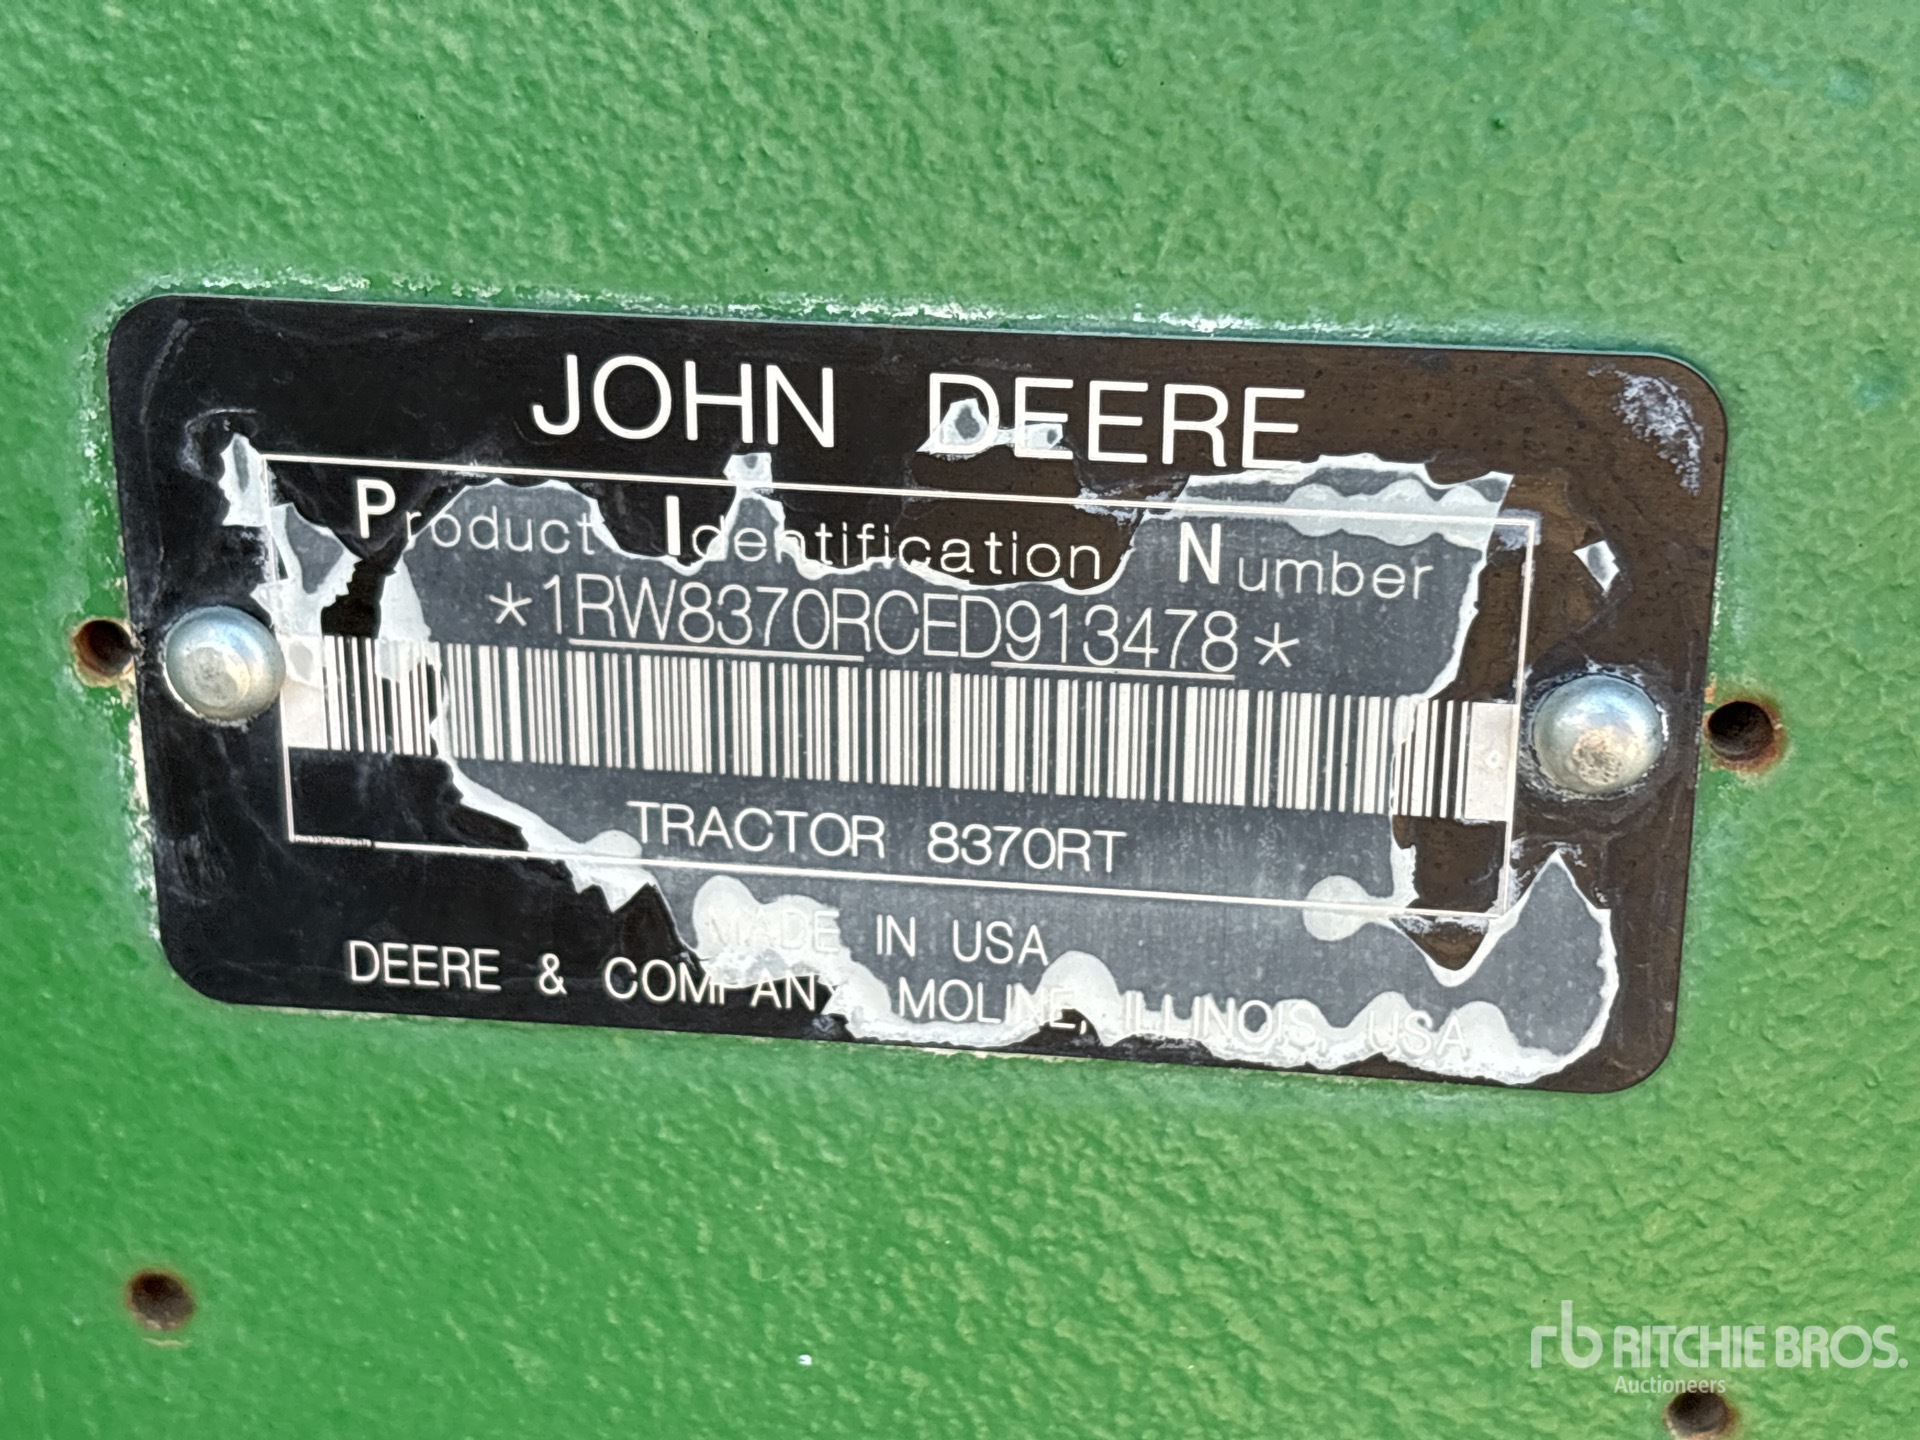 JOHN DEERE
Product Identification Number
*1RW8370RCED913478*
TRACTOR 8370RT
MADE IN USA
DEERE & COMPANY, MOLINE, ILLINOIS, USA
rb RITCHIE BROS.
Auctioneers